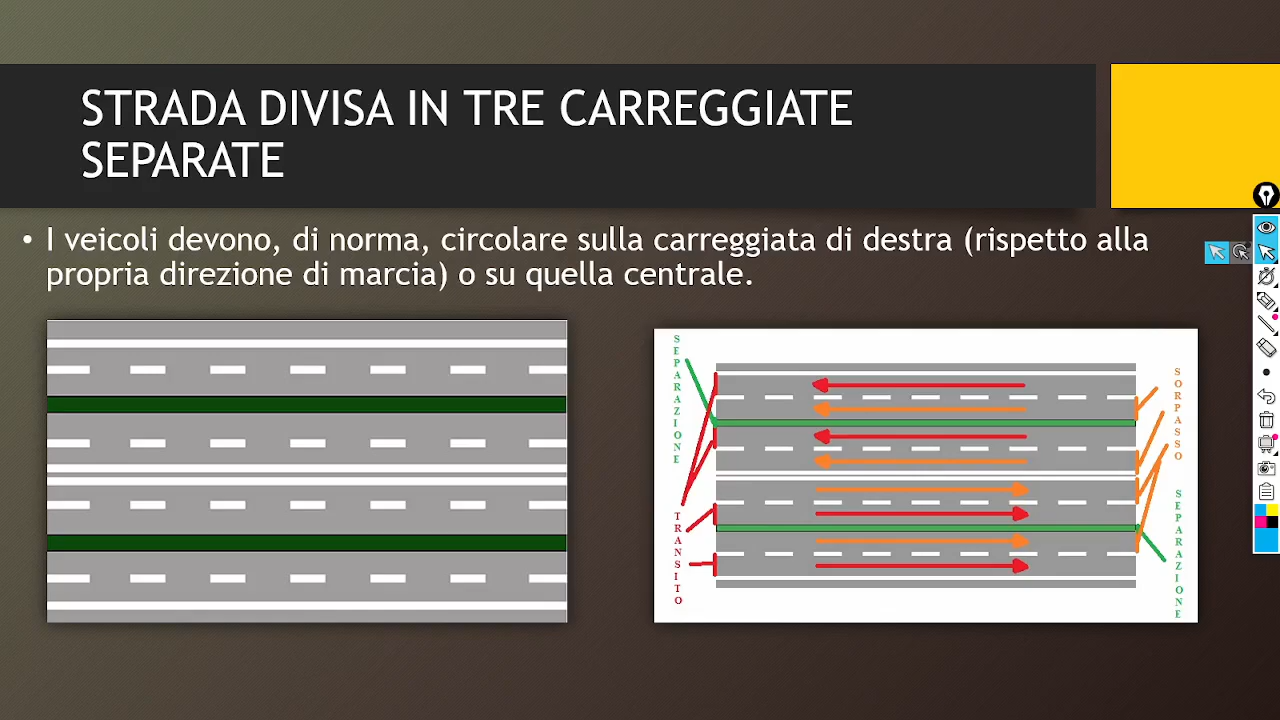 STRADA DIVISA IN TRE CARREGGIATE
SEPARATE
• I veicoli devono, di norma, circolare sulla carreggiata di destra (rispetto alla
propria direzione di marcia) o su quella centrale.
SEPARAZIONE
TRANSITO
SORPASSO
SEPARAZIONE